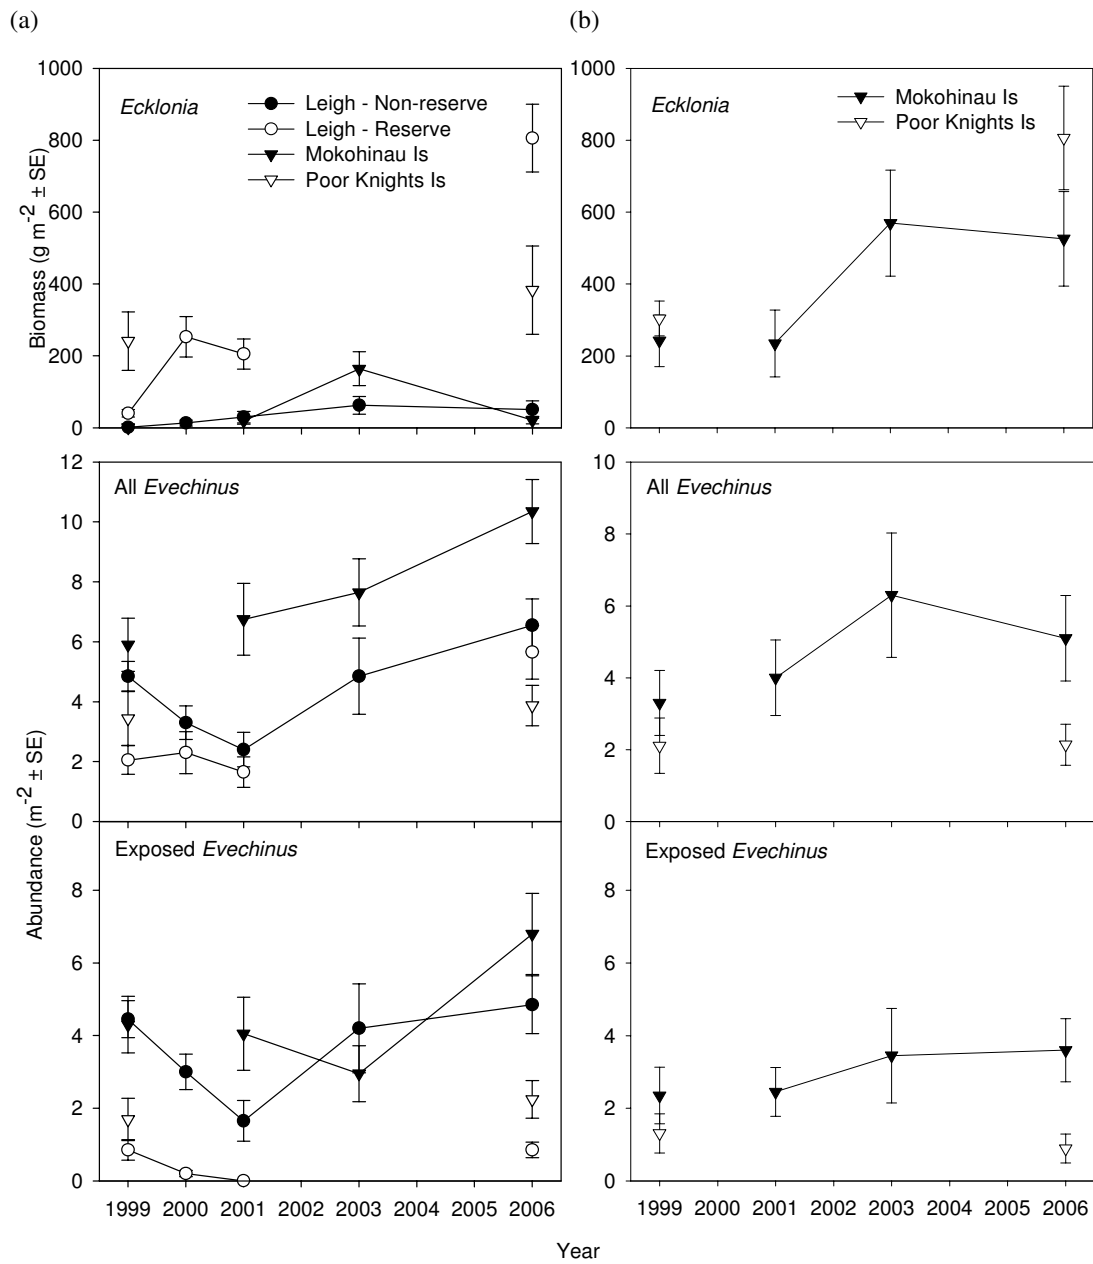 (a)
(b)
Ecklonia
Leigh - Non-reserve
Leigh - Reserve
Mokohinau Is
Poor Knights Is
1000
800
600
400
200
0
Biomass (g m⁻² ± SE)
Ecklonia
Mokohinau Is
Poor Knights Is
1000
800
600
400
200
0
All Evechinus
12
10
8
6
4
2
0
All Evechinus
10
8
6
4
2
0
Abundance (m⁻² ± SE)
Exposed Evechinus
8
6
4
2
0
Exposed Evechinus
8
6
4
2
0
1999 2000 2001 2002 2003 2004 2005 2006
1999 2000 2001 2002 2003 2004 2005 2006
Year